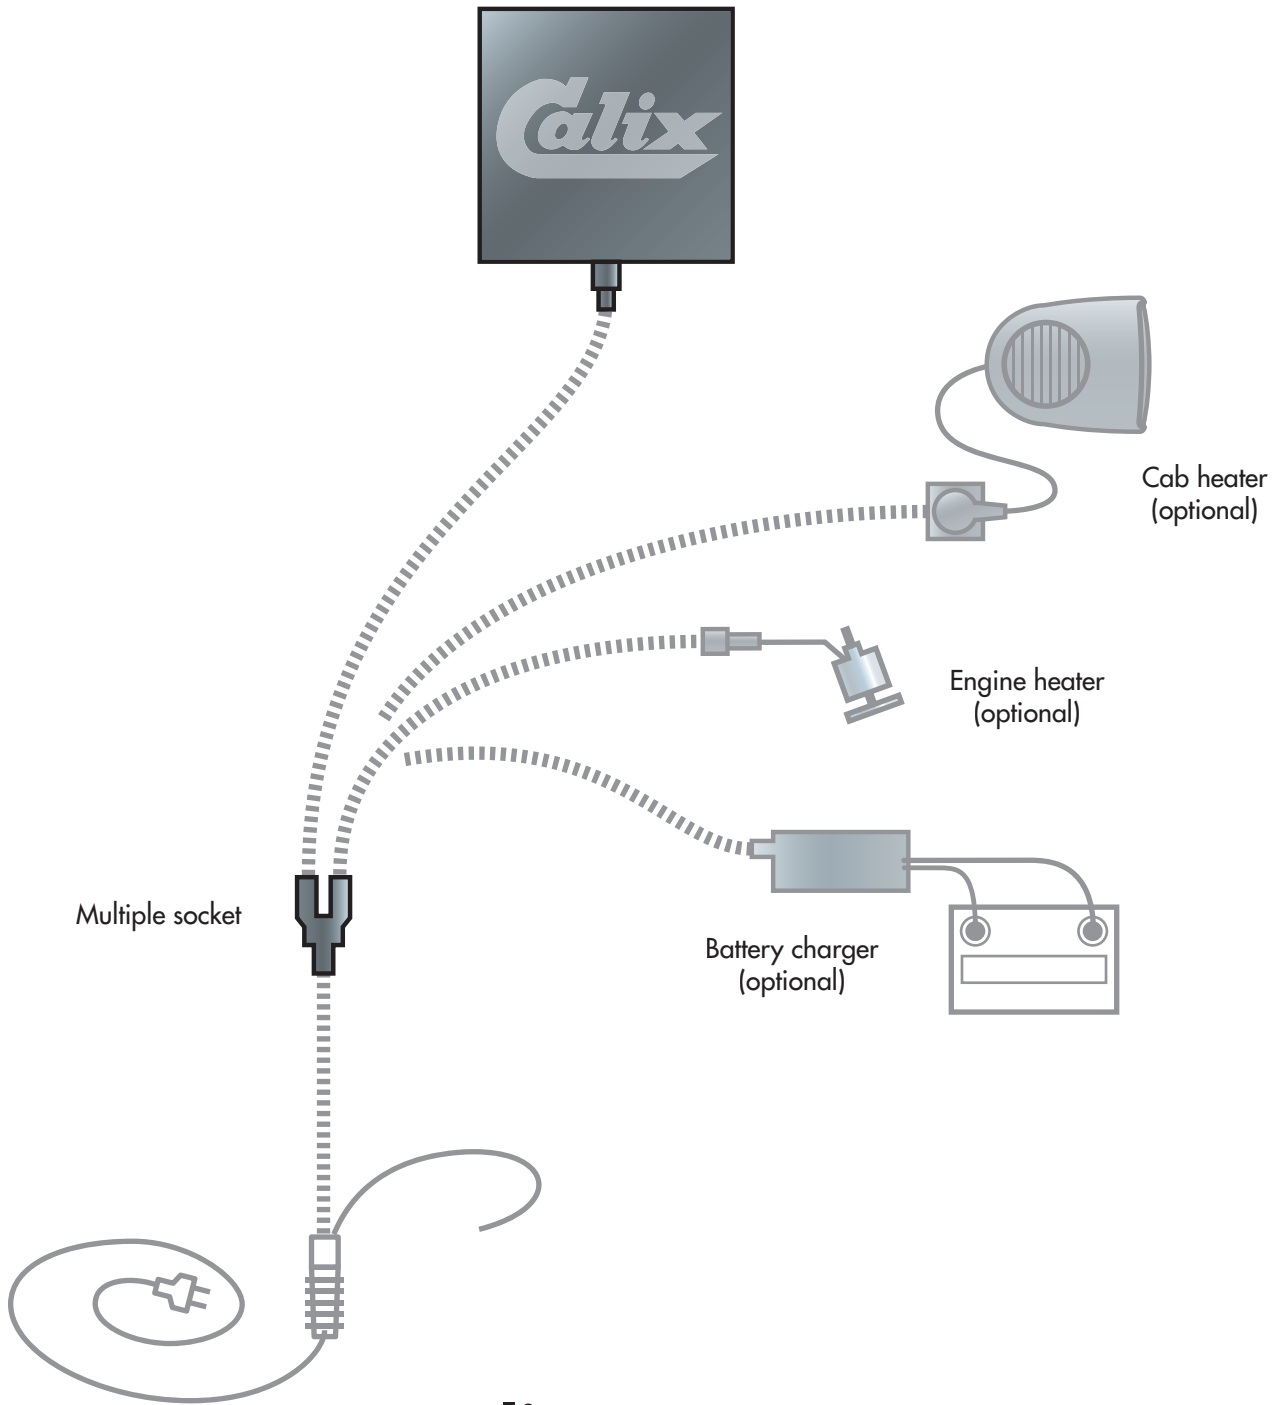 Calix
Cab heater
(optional)
Engine heater
(optional)
Multiple socket
Battery charger
(optional)